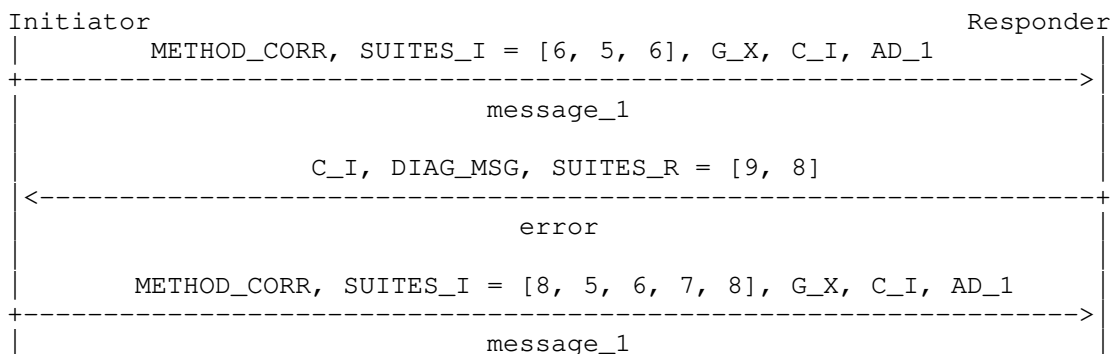 Initiator Responder
METHOD_CORR, SUITES_I = [6, 5, 6], G_X, C_I, AD_1
message_1
C_I, DIAG_MSG, SUITES_R = [9, 8]
error
METHOD_CORR, SUITES_I = [8, 5, 6, 7, 8], G_X, C_I, AD_1
message_1